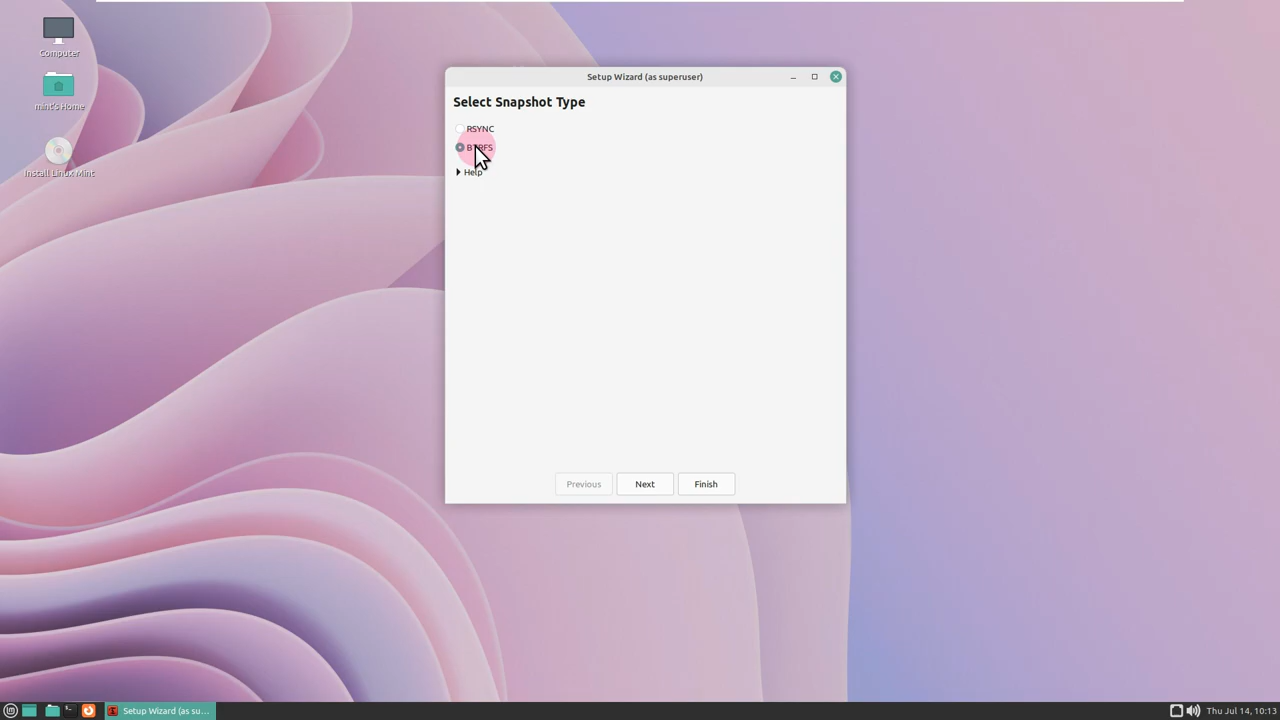 Computer
mint's Home
Install Linux Mint
Setup Wizard (as superuser)
Select Snapshot Type
RSYNC
BTRFS
Help
Previous
Next
Finish
Setup Wizard (as su...
Thu Jul 14, 10:13